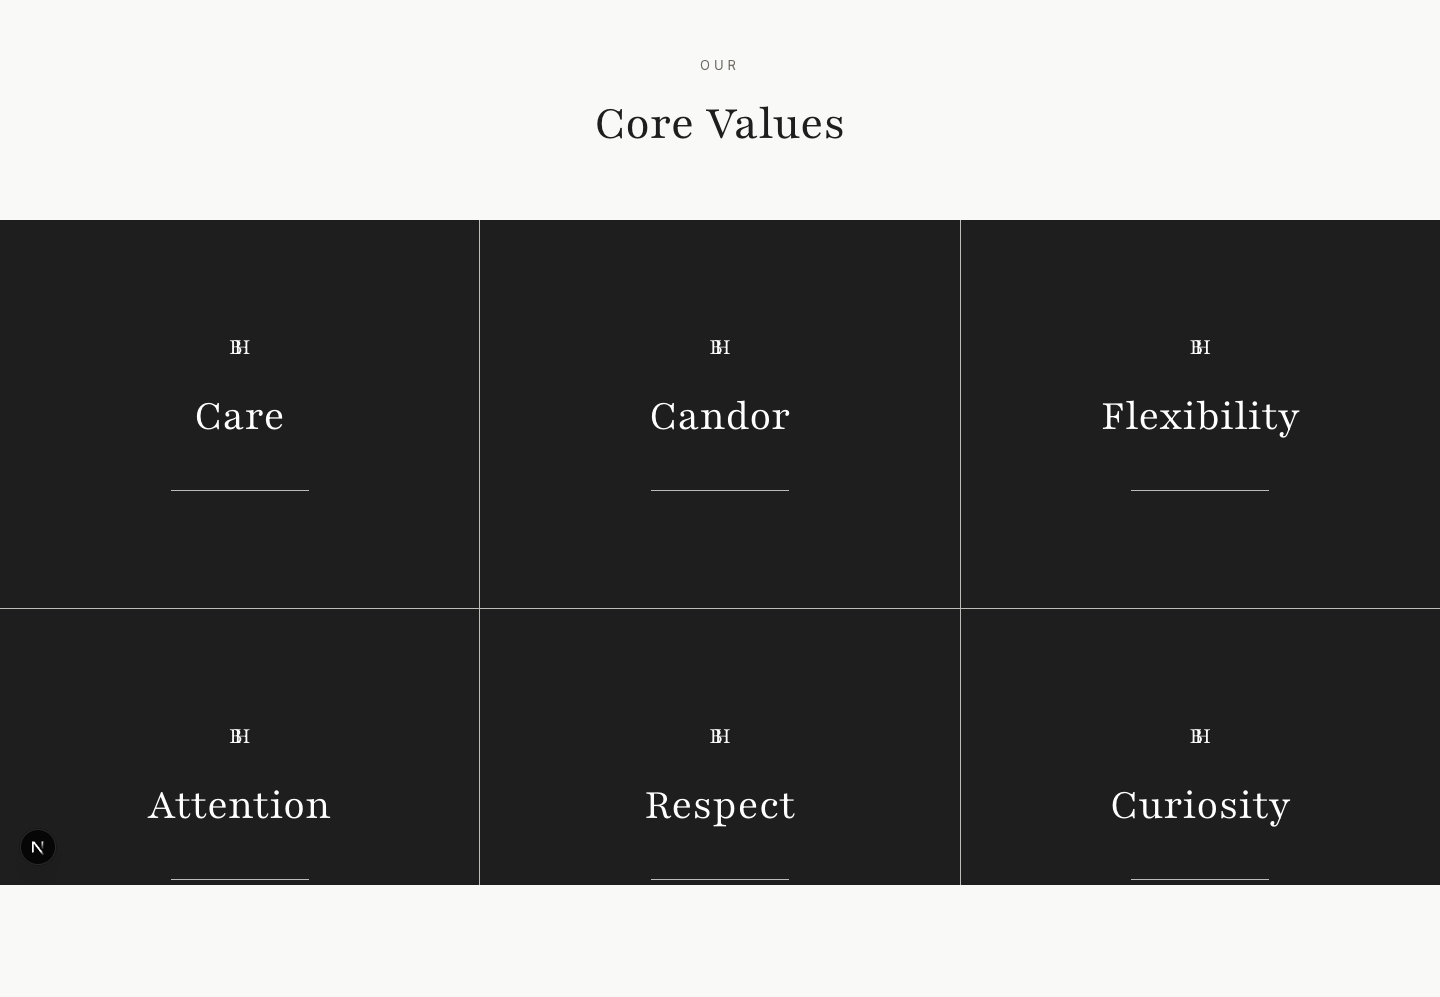 OUR
Core Values
BH
BH
BH
Care
Candor
Flexibility
BH
BH
BH
Attention
Respect
Curiosity
N